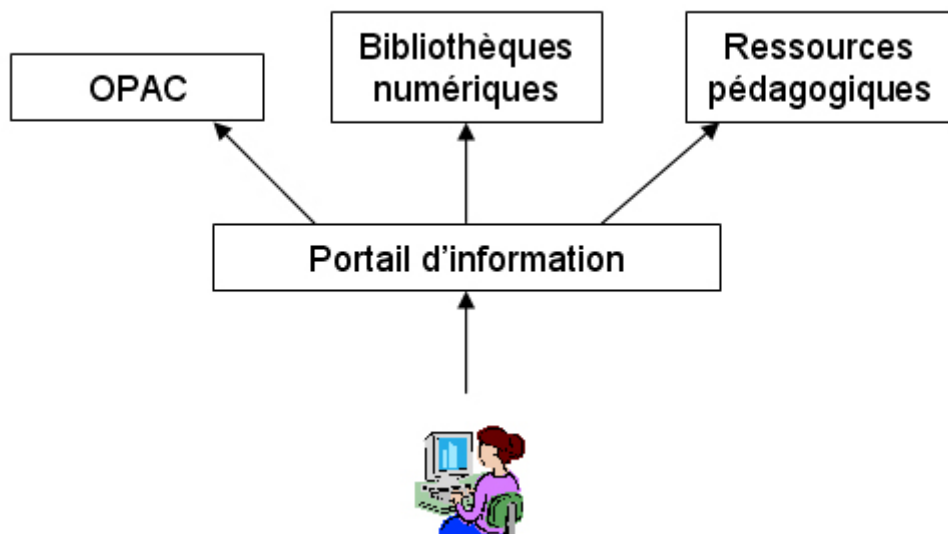 OPAC
Bibliothèques
numériques
Ressources
pédagogiques
Portail d'information